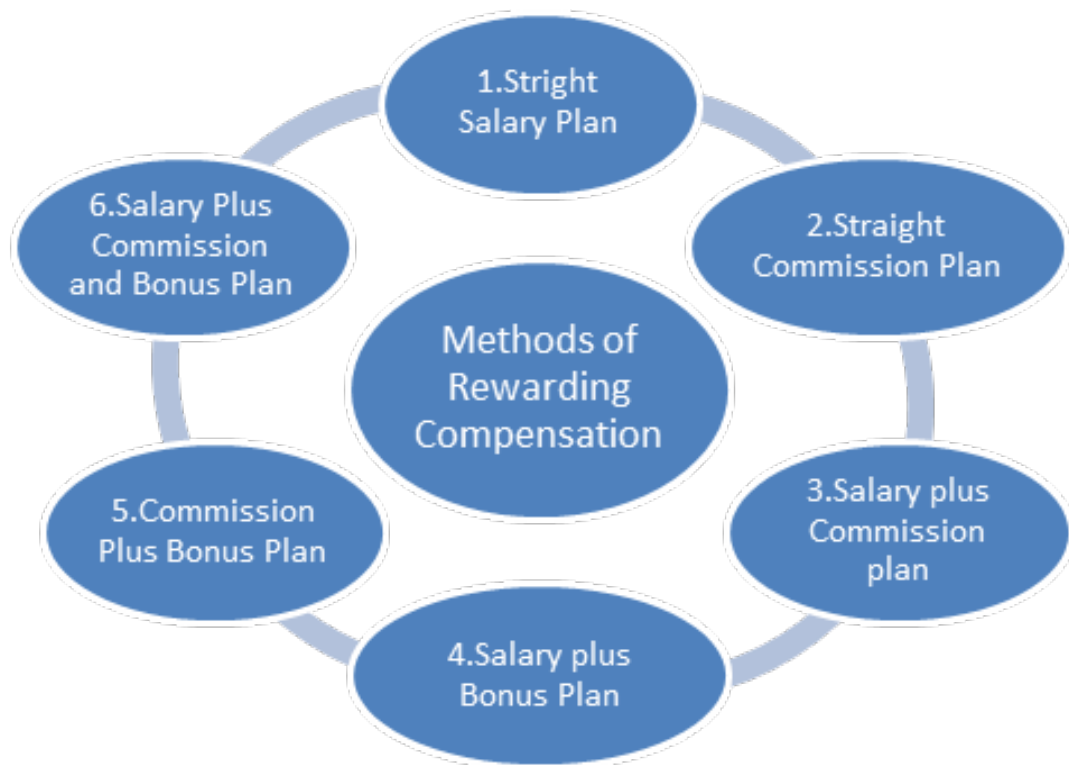 1.Stright
Salary Plan
2.Straight
Commission Plan
3.Salary plus
Commission
plan
4.Salary plus
Bonus Plan
5.Commission
Plus Bonus Plan
6.Salary Plus
Commission
and Bonus Plan
Methods of
Rewarding
Compensation